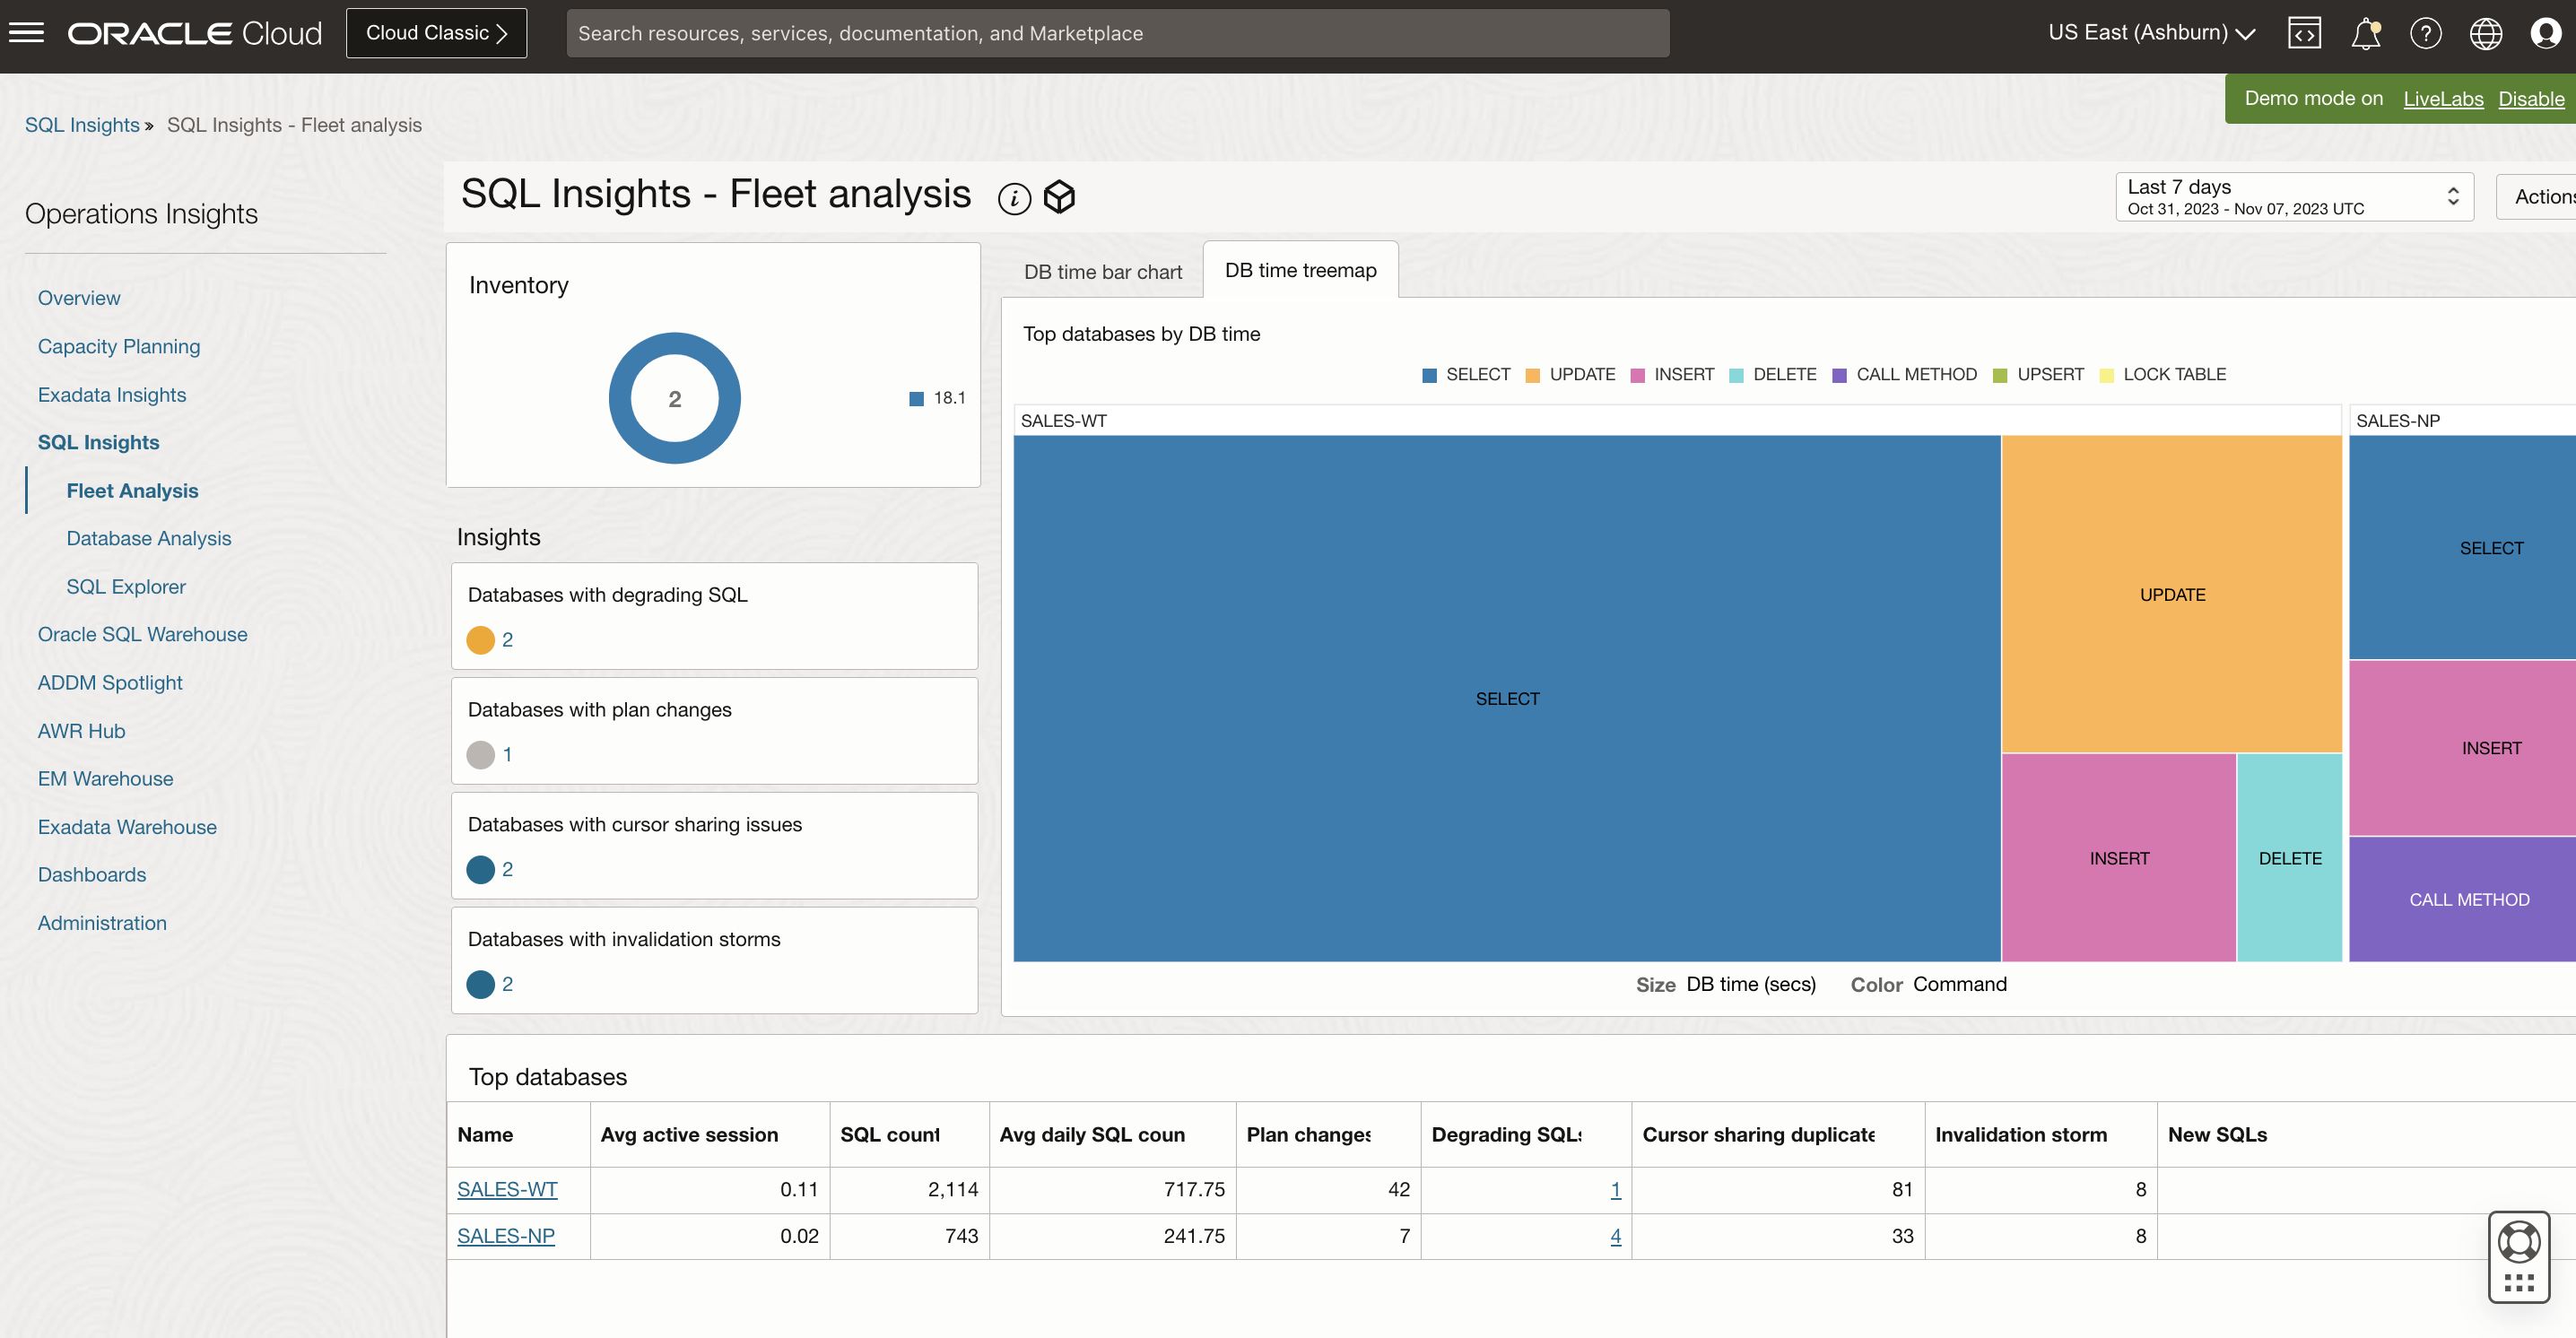 ORACLE Cloud
Cloud Classic
Search resources, services, documentation, and Marketplace
US East (Ashburn)
Demo mode on LiveLabs Disable
SQL Insights » SQL Insights - Fleet analysis
Operations Insights
Overview
Capacity Planning
Exadata Insights
SQL Insights
Fleet Analysis
Database Analysis
SQL Explorer
Oracle SQL Warehouse
ADDM Spotlight
AWR Hub
EM Warehouse
Exadata Warehouse
Dashboards
Administration
SQL Insights - Fleet analysis
Last 7 days
Oct 31, 2023 - Nov 07, 2023 UTC
Actions
Inventory
2
18.1
Insights
Databases with degrading SQL
2
Databases with plan changes
1
Databases with cursor sharing issues
2
Databases with invalidation storms
2
DB time bar chart
DB time treemap
Top databases by DB time
SELECT UPDATE INSERT DELETE CALL METHOD UPSERT LOCK TABLE
SALES-WT
SELECT
UPDATE
INSERT
DELETE
SALES-NP
SELECT
INSERT
CALL METHOD
Size DB time (secs) Color Command
Top databases
Name Avg active session SQL count Avg daily SQL coun Plan changes Degrading SQLs Cursor sharing duplicate Invalidation storm New SQLs
SALES-WT 0.11 2,114 717.75 42 1 81 8
SALES-NP 0.02 743 241.75 7 4 33 8